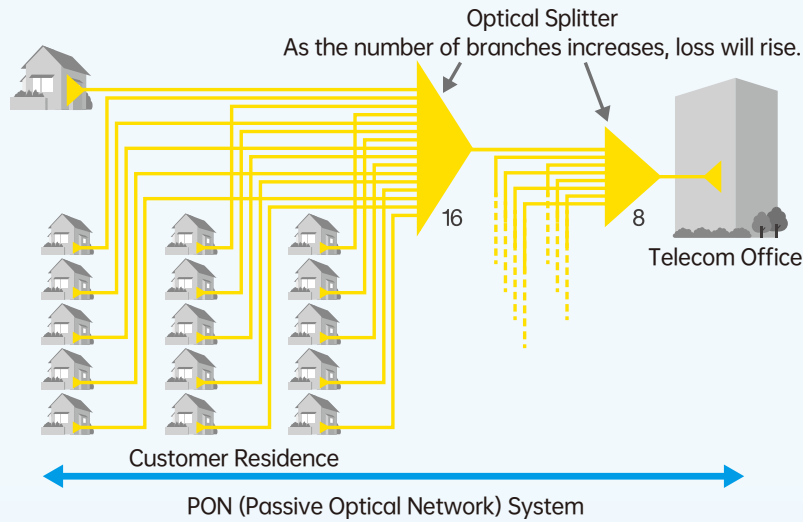 Optical Splitter
As the number of branches increases, loss will rise.
16
8
Telecom Office
Customer Residence
PON (Passive Optical Network) System